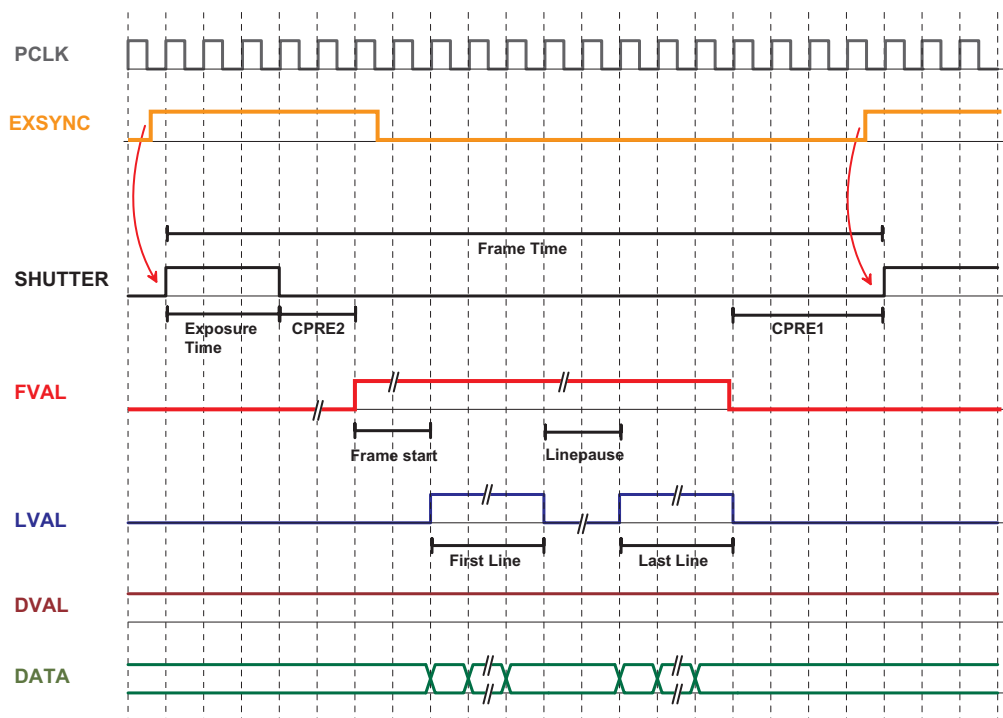 PCLK
EXSYNC
Frame Time
SHUTTER
Exposure
Time
CPRE2
CPRE1
FVAL
Frame start
Linepause
LVAL
First Line
Last Line
DVAL
DATA